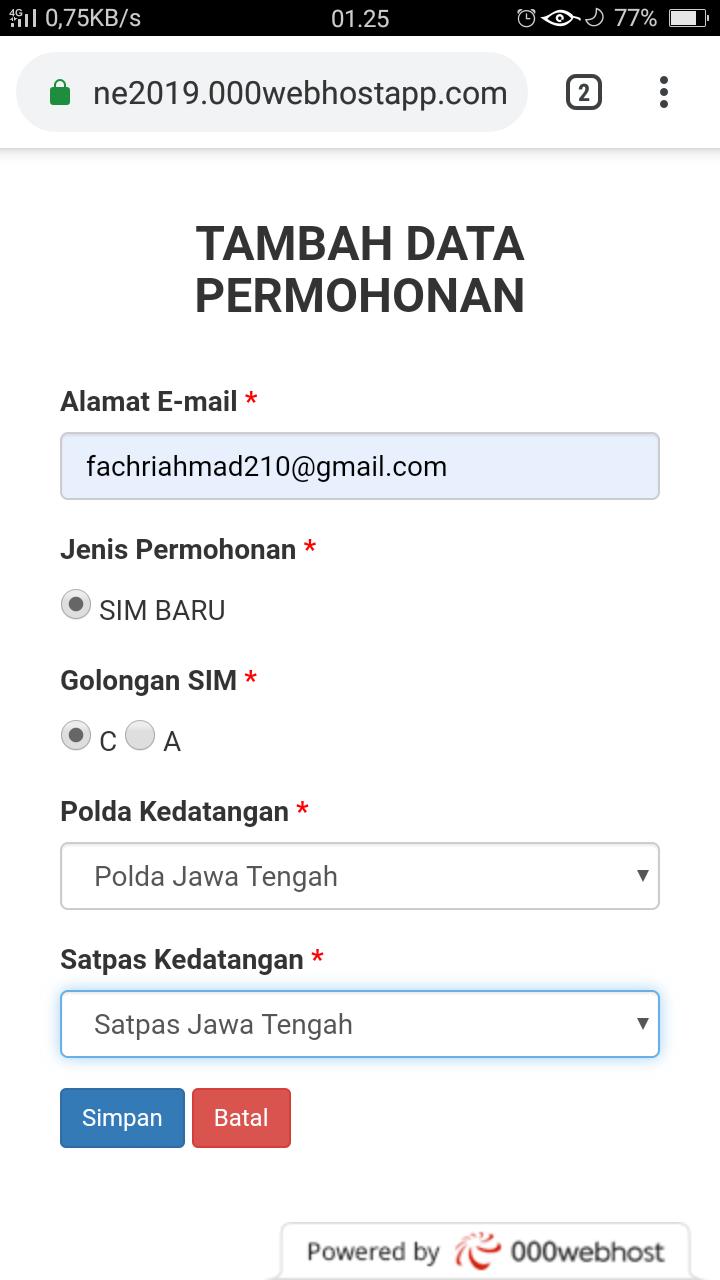 4G 0,75KB/s 01.25 77%
ne2019.000webhostapp.com 2
TAMBAH DATA
PERMOHONAN
Alamat E-mail *
fachriahmad210@gmail.com
Jenis Permohonan *
SIM BARU
Golongan SIM *
C A
Polda Kedatangan *
Polda Jawa Tengah
Satpas Kedatangan *
Satpas Jawa Tengah
Simpan Batal
Powered by 000webhost